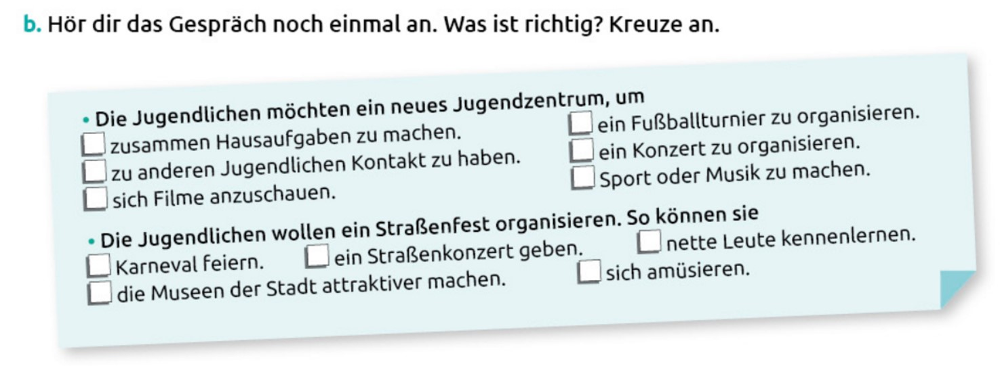 b. Hör dir das Gespräch noch einmal an. Was ist richtig? Kreuze an.
• Die Jugendlichen möchten ein neues Jugendzentrum, um
zusammen Hausaufgaben zu machen.
zu anderen Jugendlichen Kontakt zu haben.
sich Filme anzuschauen.
ein Fußballturnier zu organisieren.
ein Konzert zu organisieren.
Sport oder Musik zu machen.
• Die Jugendlichen wollen ein Straßenfest organisieren. So können sie
Karneval feiern. ein Straßenkonzert geben. nette Leute kennenlernen.
die Museen der Stadt attraktiver machen. sich amüsieren.